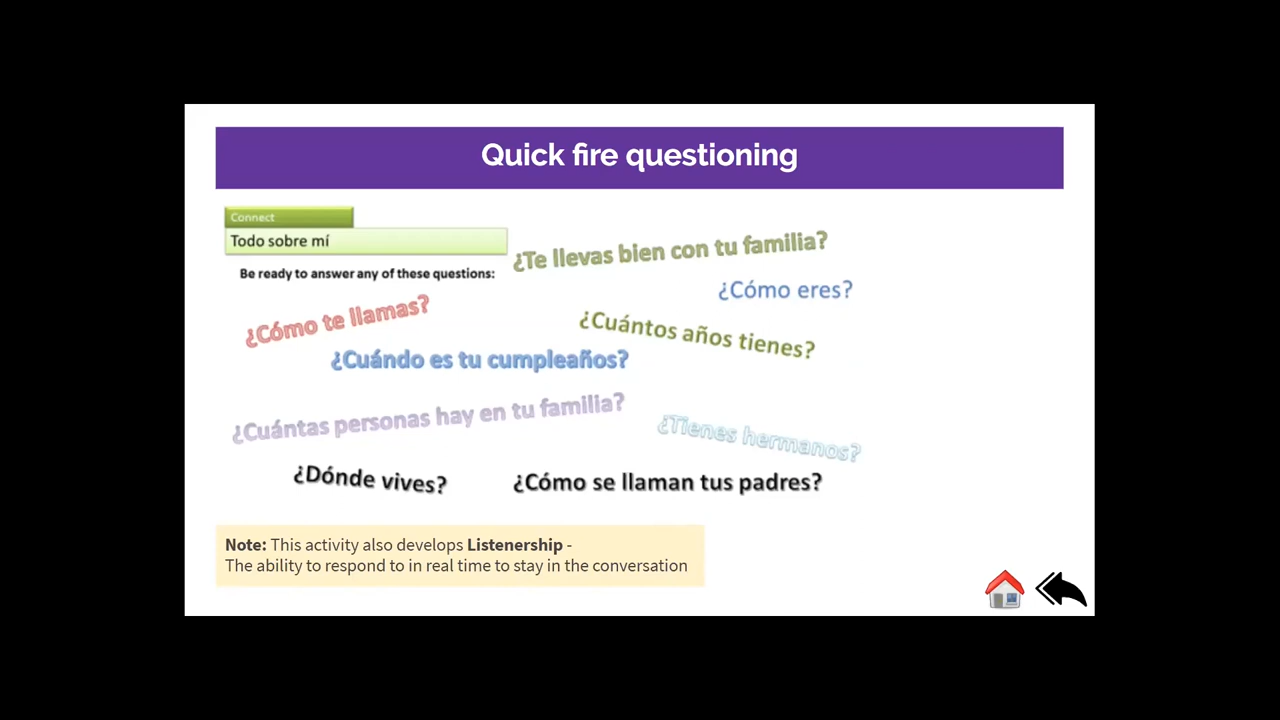 Quick fire questioning
Connect
Todo sobre mí
Be ready to answer any of these questions:
¿Te llevas bien con tu familia?
¿Cómo eres?
¿Cómo te llamas?
¿Cuántos años tienes?
¿Cuándo es tu cumpleaños?
¿Cuántas personas hay en tu familia?
¿Tienes hermanos?
¿Dónde vives?
¿Cómo se llaman tus padres?
Note: This activity also develops Listenership -
The ability to respond to in real time to stay in the conversation